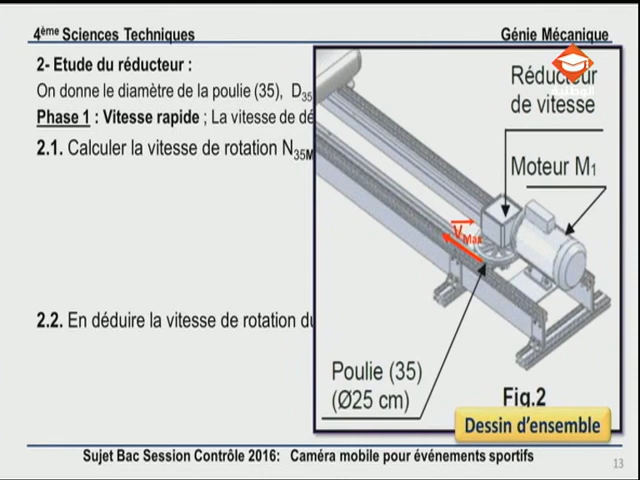 4ème Sciences Techniques
Génie Mécanique
2- Etude du réducteur :
On donne le diamètre de la poulie (35), D35
Phase 1 : Vitesse rapide ; La vitesse de dé
2.1. Calculer la vitesse de rotation N35M
2.2. En déduire la vitesse de rotation du
Réducteur
de vitesse
الوطنية
Moteur M1
VMax
Poulie (35)
(Ø25 cm)
Fig.2
Dessin d'ensemble
Sujet Bac Session Contrôle 2016: Caméra mobile pour événements sportifs
13